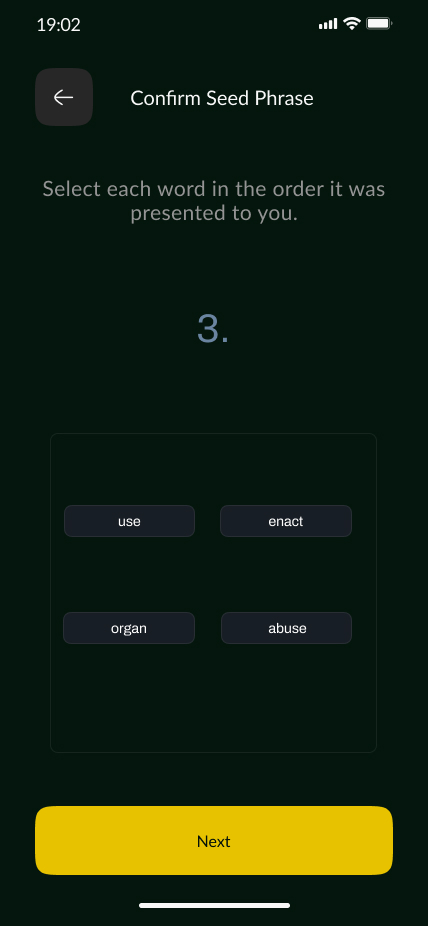 19:02
Confirm Seed Phrase
Select each word in the order it was
presented to you.
3.
use
enact
organ
abuse
Next